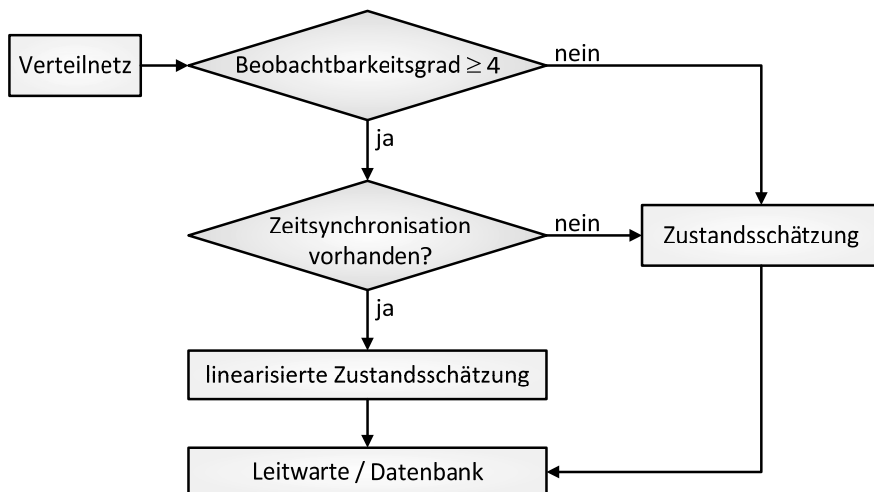 Verteilnetz
Beobachtbarkeitsgrad ≥ 4
nein
ja
Zeitsynchronisation
vorhanden?
nein
Zustandsschätzung
ja
linearisierte Zustandsschätzung
Leitwarte / Datenbank